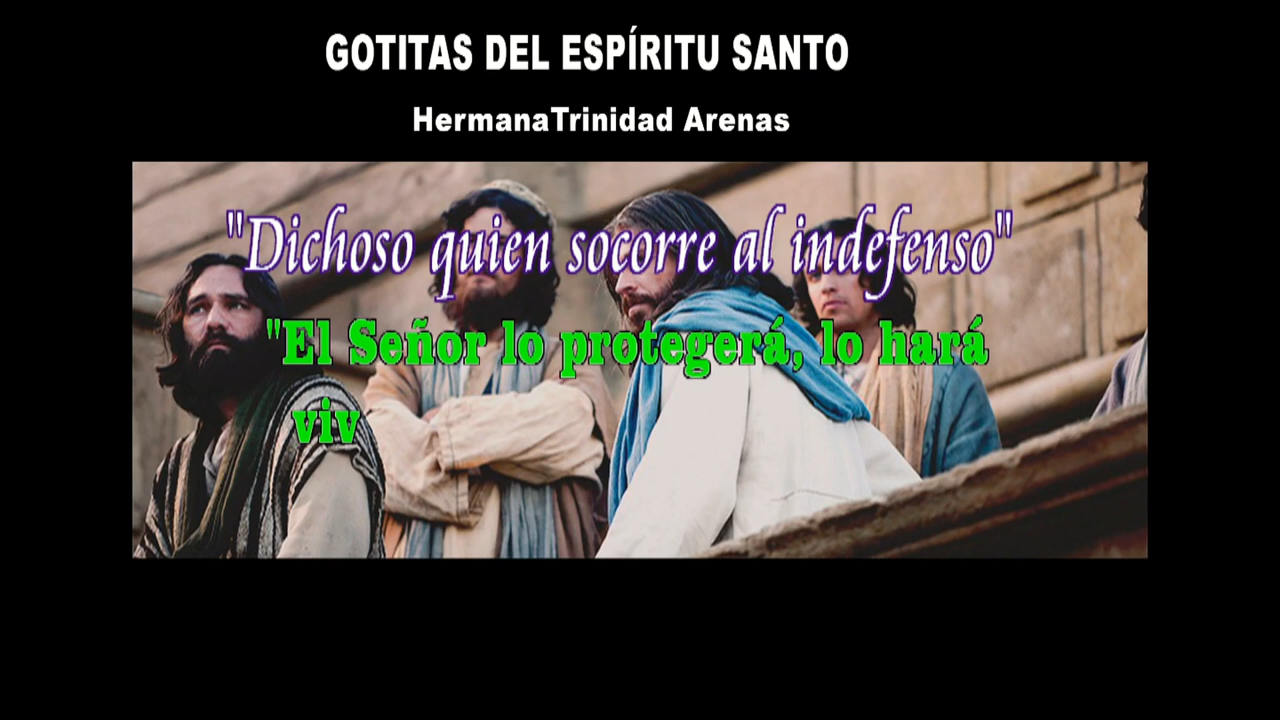 GOTITAS DEL ESPÍRITU SANTO
HermanaTrinidad Arenas
"Dichoso quien socorre al indefenso"
"El Señor lo protegerá, lo hará
viv